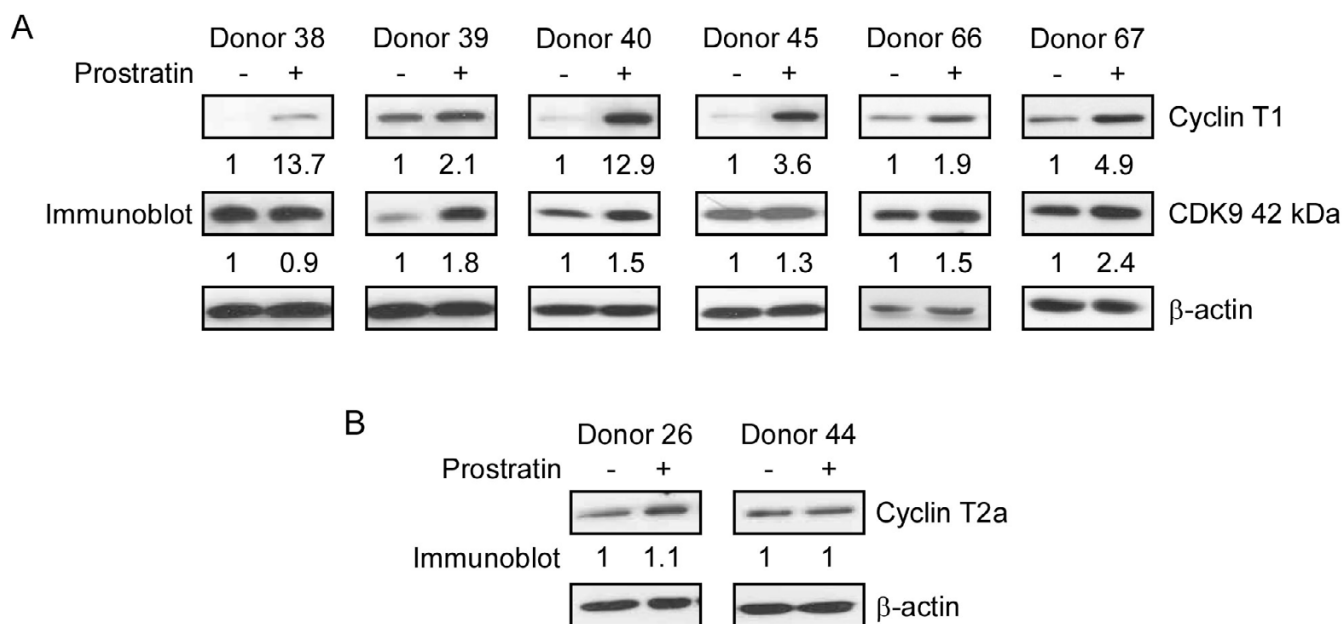 A
Donor 38 Donor 39 Donor 40 Donor 45 Donor 66 Donor 67
Prostratin - + - + - + - + - + - +
Cyclin T1
1 13.7 1 2.1 1 12.9 1 3.6 1 1.9 1 4.9
Immunoblot CDK9 42 kDa
1 0.9 1 1.8 1 1.5 1 1.3 1 1.5 1 2.4
β-actin
B
Donor 26 Donor 44
Prostratin - + - +
Cyclin T2a
Immunoblot 1 1.1 1 1
β-actin